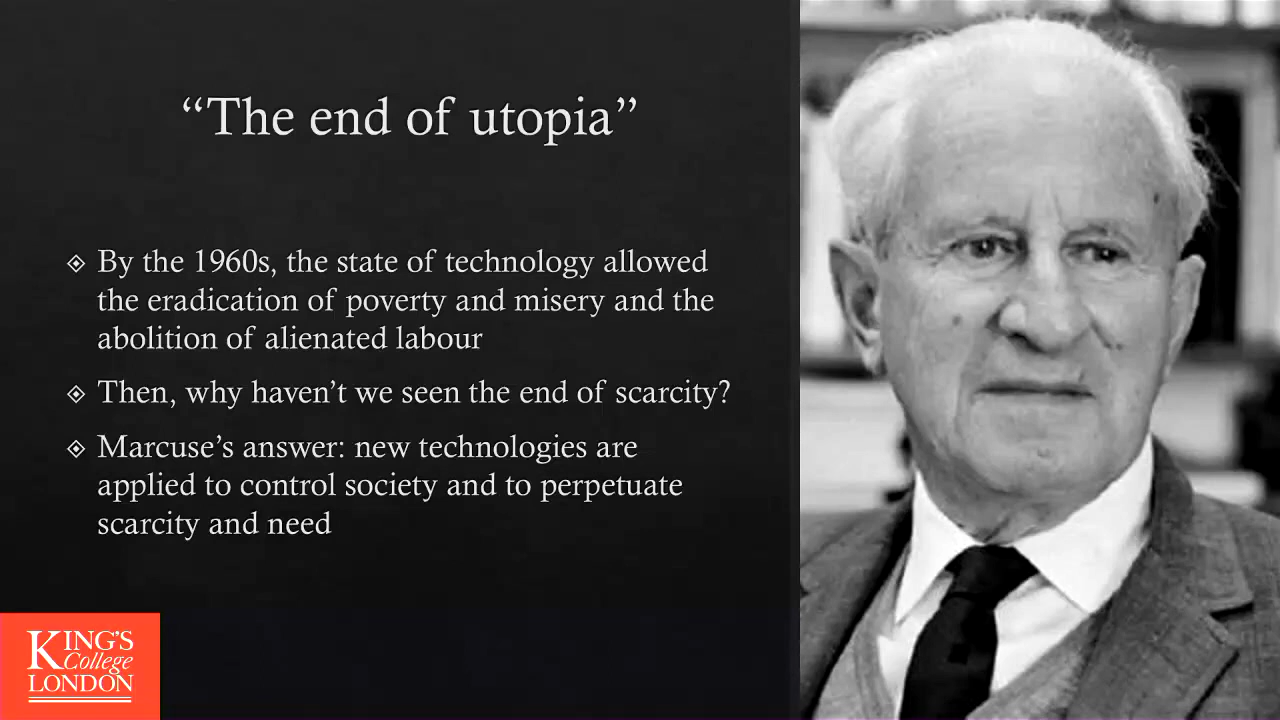 “The end of utopia”
By the 1960s, the state of technology allowed
the eradication of poverty and misery and the
abolition of alienated labour
Then, why haven’t we seen the end of scarcity?
Marcuse’s answer: new technologies are
applied to control society and to perpetuate
scarcity and need
KING’S
College
LONDON